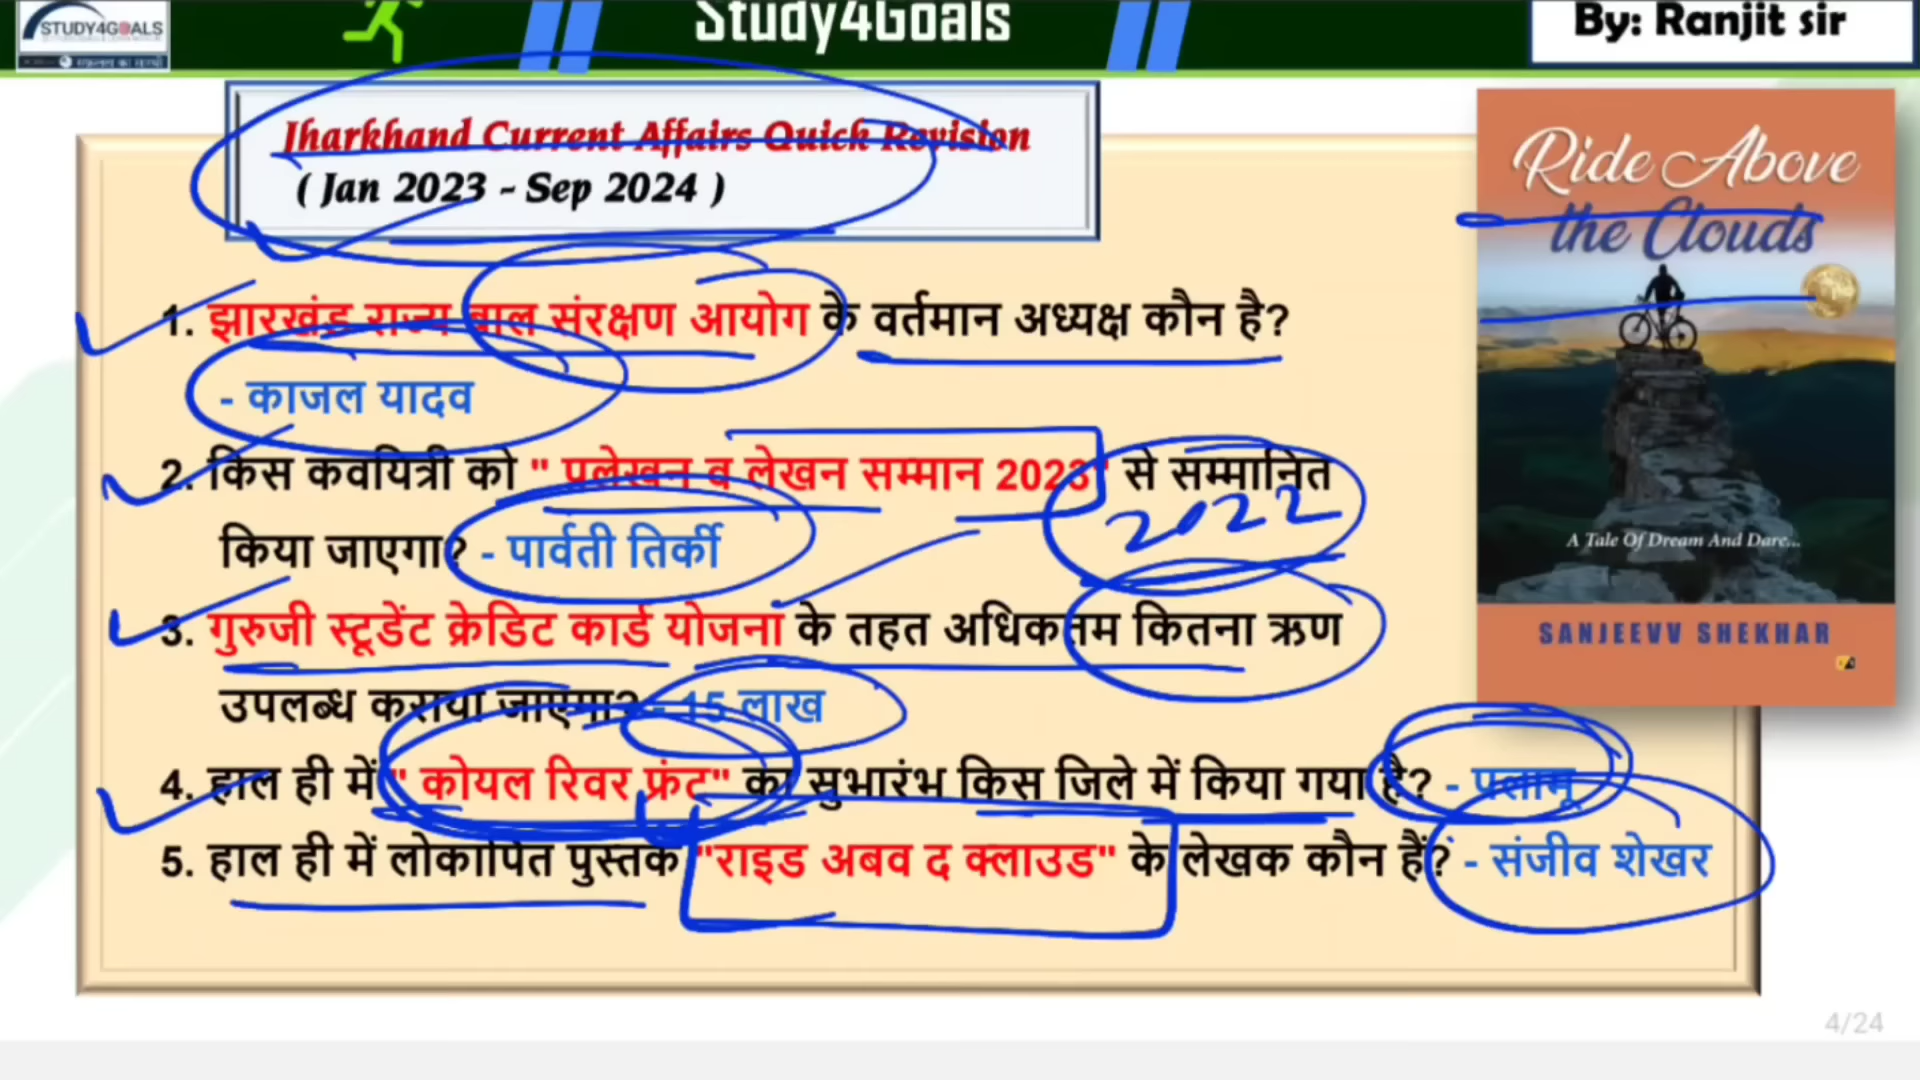 STUDY4GOALS
सफलता का साथी
Study4Goals
By: Ranjit sir
Jharkhand Current Affairs Quick Revision
( Jan 2023 - Sep 2024 )
1. झारखंड राज्य बाल संरक्षण आयोग के वर्तमान अध्यक्ष कौन है?
- काजल यादव
2. किस कवयित्री को " प्रलेखन व लेखन सम्मान 2023" से सम्मानित
2022
किया जाएगा? - पार्वती तिर्की
3. गुरुजी स्टूडेंट क्रेडिट कार्ड योजना के तहत अधिकतम कितना ऋण
उपलब्ध कराया जाएगा? - 15 लाख
4. हाल ही में " कोयल रिवर फ्रंट" का सुभारंभ किस जिले में किया गया है? - पलामू
5. हाल ही में लोकार्पित पुस्तक "राइड अबव द क्लाउड" के लेखक कौन हैं? - संजीव शेखर
Ride Above
the Clouds
A Tale Of Dream And Dare...
SANJEEVV SHEKHAR
4/24